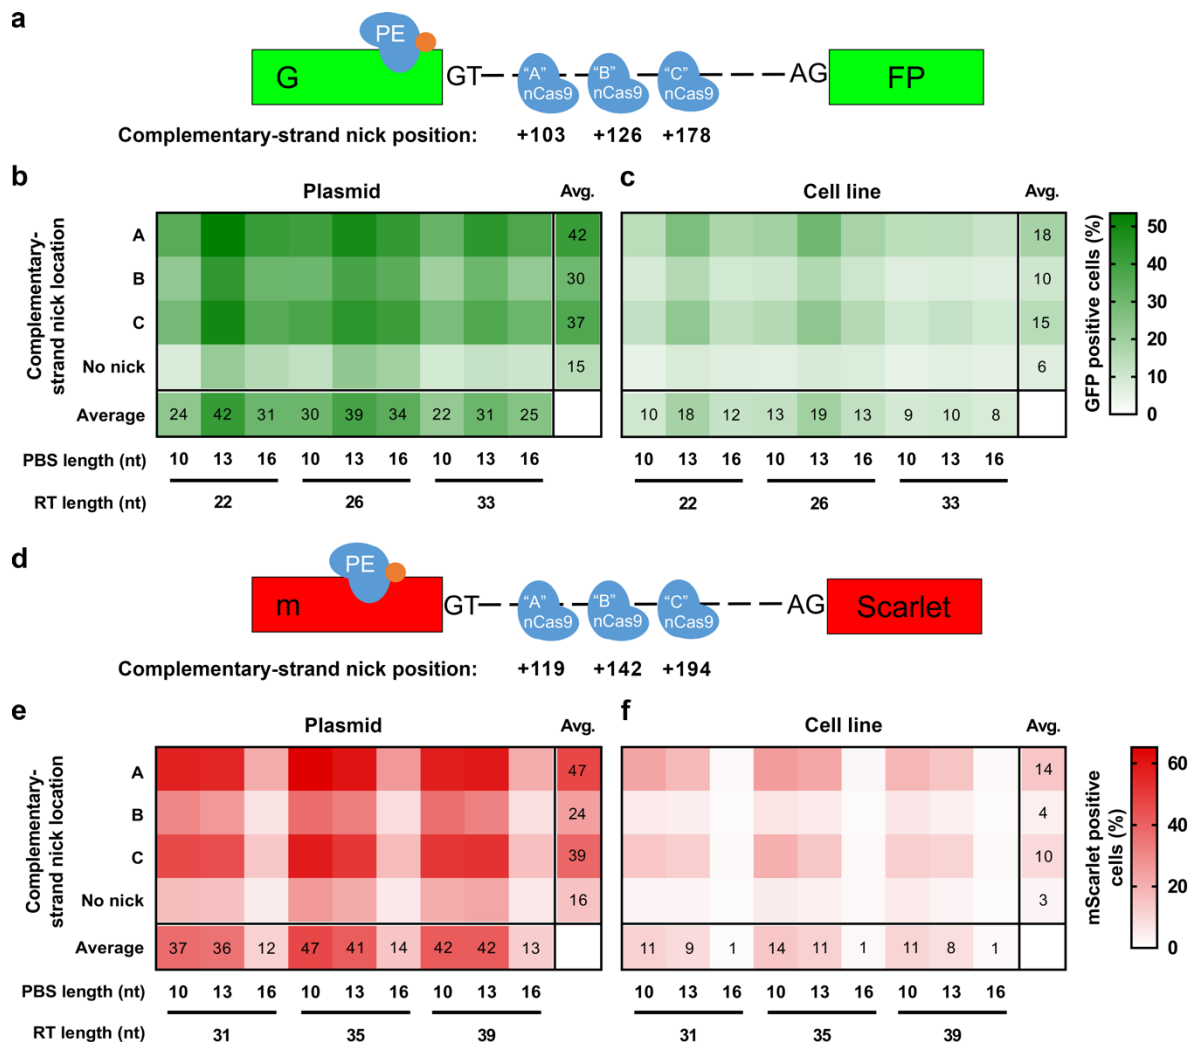 a
PE
G
GT
"A"
nCas9
"B"
nCas9
"C"
nCas9
AG
FP
Complementary-strand nick position: +103 +126 +178
b
Plasmid Avg.
c
Cell line Avg.
Complementary-
strand nick location
A 42
B 30
C 37
No nick 15
Average 24 42 31 30 39 34 22 31 25
18
10
15
6
10 18 12 13 19 13 9 10 8
GFP positive cells (%)
50
40
30
20
10
0
PBS length (nt) 10 13 16 10 13 16 10 13 16 10 13 16 10 13 16 10 13 16
RT length (nt) 22 26 33 22 26 33
d
PE
m
GT
"A"
nCas9
"B"
nCas9
"C"
nCas9
AG
Scarlet
Complementary-strand nick position: +119 +142 +194
e
Plasmid Avg.
f
Cell line Avg.
Complementary-
strand nick location
A 47
B 24
C 39
No nick 16
Average 37 36 12 47 41 14 42 42 13
14
4
10
3
11 9 1 14 11 1 11 8 1
mScarlet positive
cells (%)
60
40
20
0
PBS length (nt) 10 13 16 10 13 16 10 13 16 10 13 16 10 13 16 10 13 16
RT length (nt) 31 35 39 31 35 39